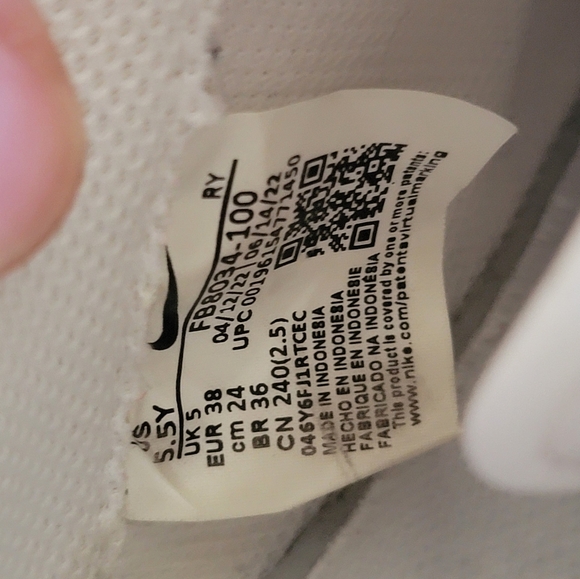 US
5.5Y
UK 5
EUR 38
cm 24
BR 36
CN 240(2.5)
RY
FB8034-100
04/12/22 06/14/22
UPC 00196154771450
046Y6FJ1RTCEC
MADE IN INDONESIA
HECHO EN INDONESIA
FABRIQUE EN INDONESIE
FABRICADO NA INDONÉSIA
This product is covered by one or more patents:
www.nike.com/patentsvirtualmarking